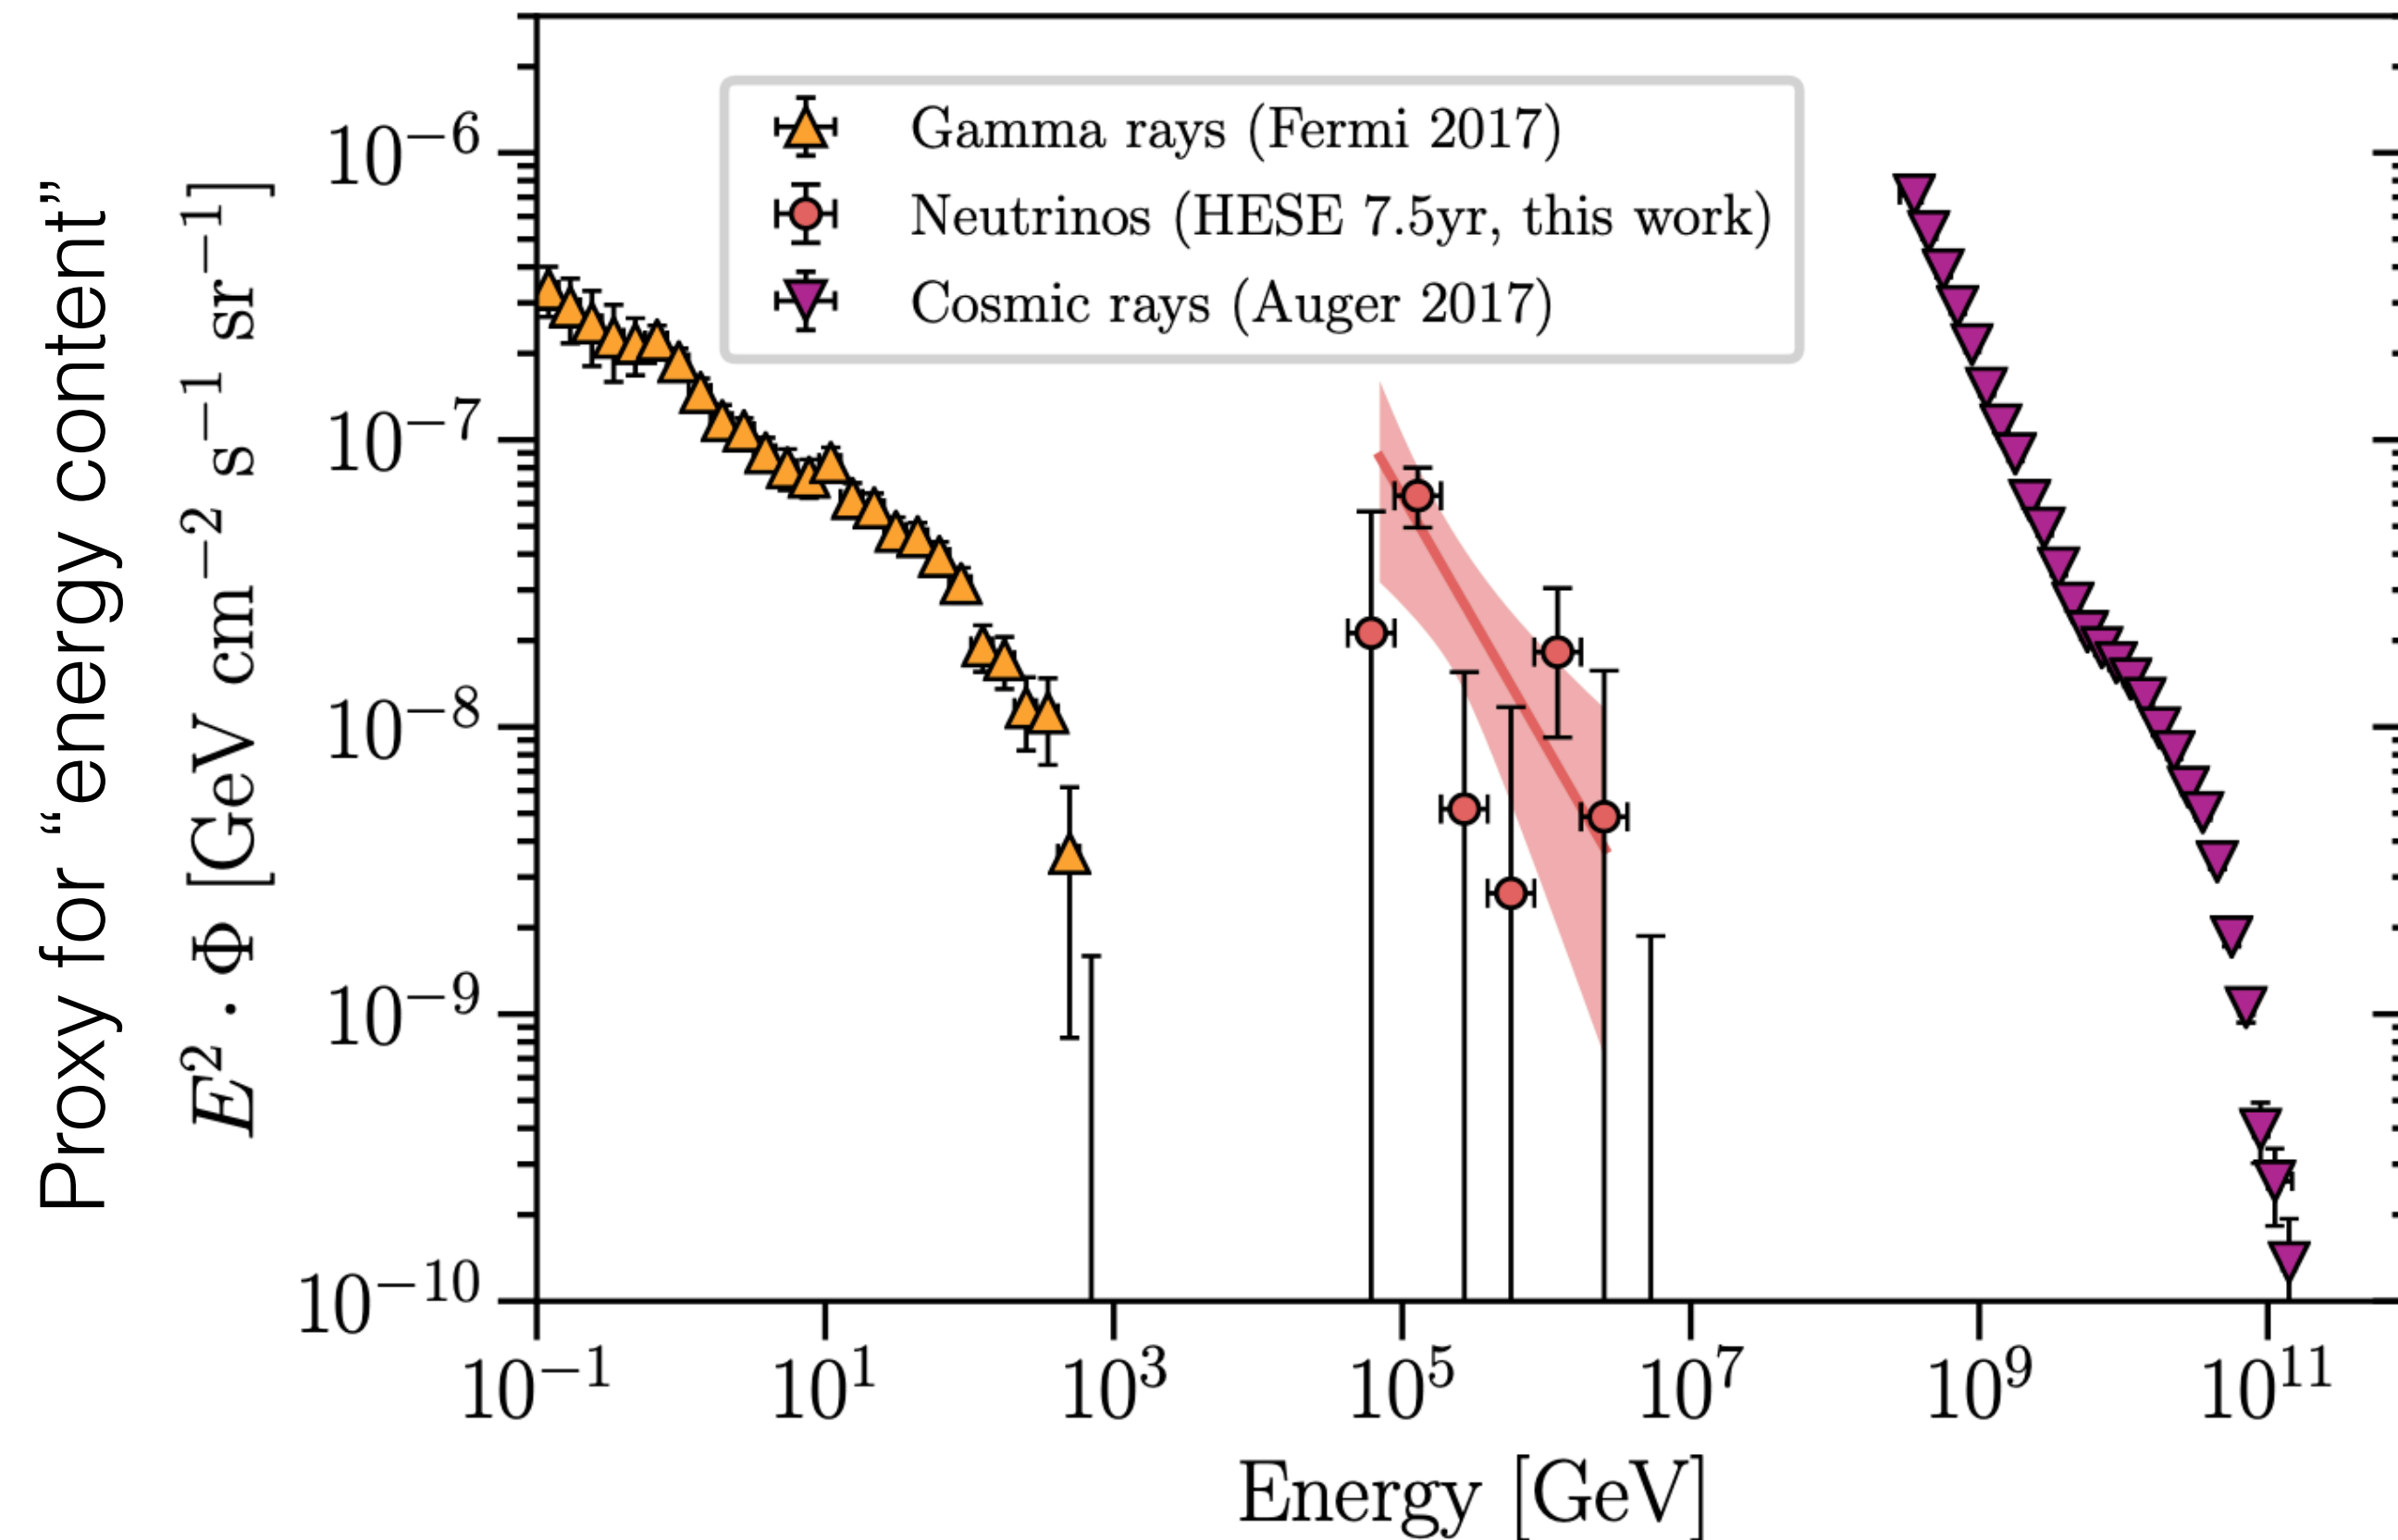 Proxy for “energy content”
E² · Φ [GeV cm⁻² s⁻¹ sr⁻¹]
10⁻⁶
10⁻⁷
10⁻⁸
10⁻⁹
10⁻¹⁰
Gamma rays (Fermi 2017)
Neutrinos (HESE 7.5yr, this work)
Cosmic rays (Auger 2017)
10⁻¹ 10¹ 10³ 10⁵ 10⁷ 10⁹ 10¹¹
Energy [GeV]